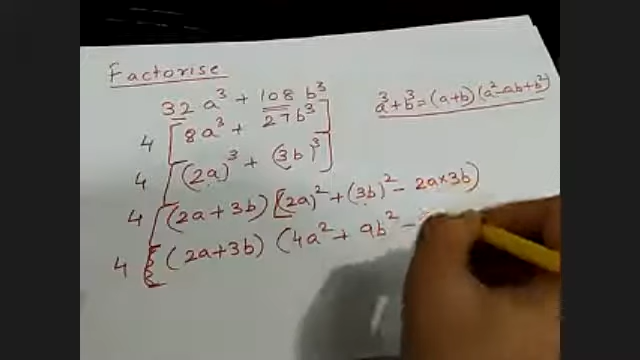 Factorise
32 a³ + 108 b³
a³ + b³ = (a+b) (a² - ab + b²)
4 [ 8a³ + 27b³ ]
4 [ (2a)³ + (3b)³ ]
4 [ (2a + 3b) [(2a)² + (3b)² - 2a × 3b)
4 [ (2a + 3b) (4a² + 9b² -